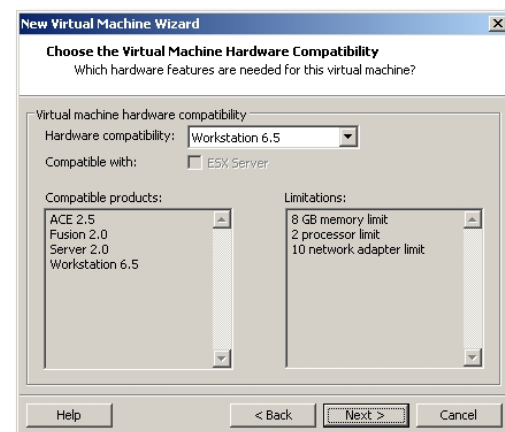 New Virtual Machine Wizard
Choose the Virtual Machine Hardware Compatibility
Which hardware features are needed for this virtual machine?
Virtual machine hardware compatibility
Hardware compatibility: Workstation 6.5
Compatible with: ESX Server
Compatible products:
ACE 2.5
Fusion 2.0
Server 2.0
Workstation 6.5
Limitations:
8 GB memory limit
2 processor limit
10 network adapter limit
Help < Back Next > Cancel